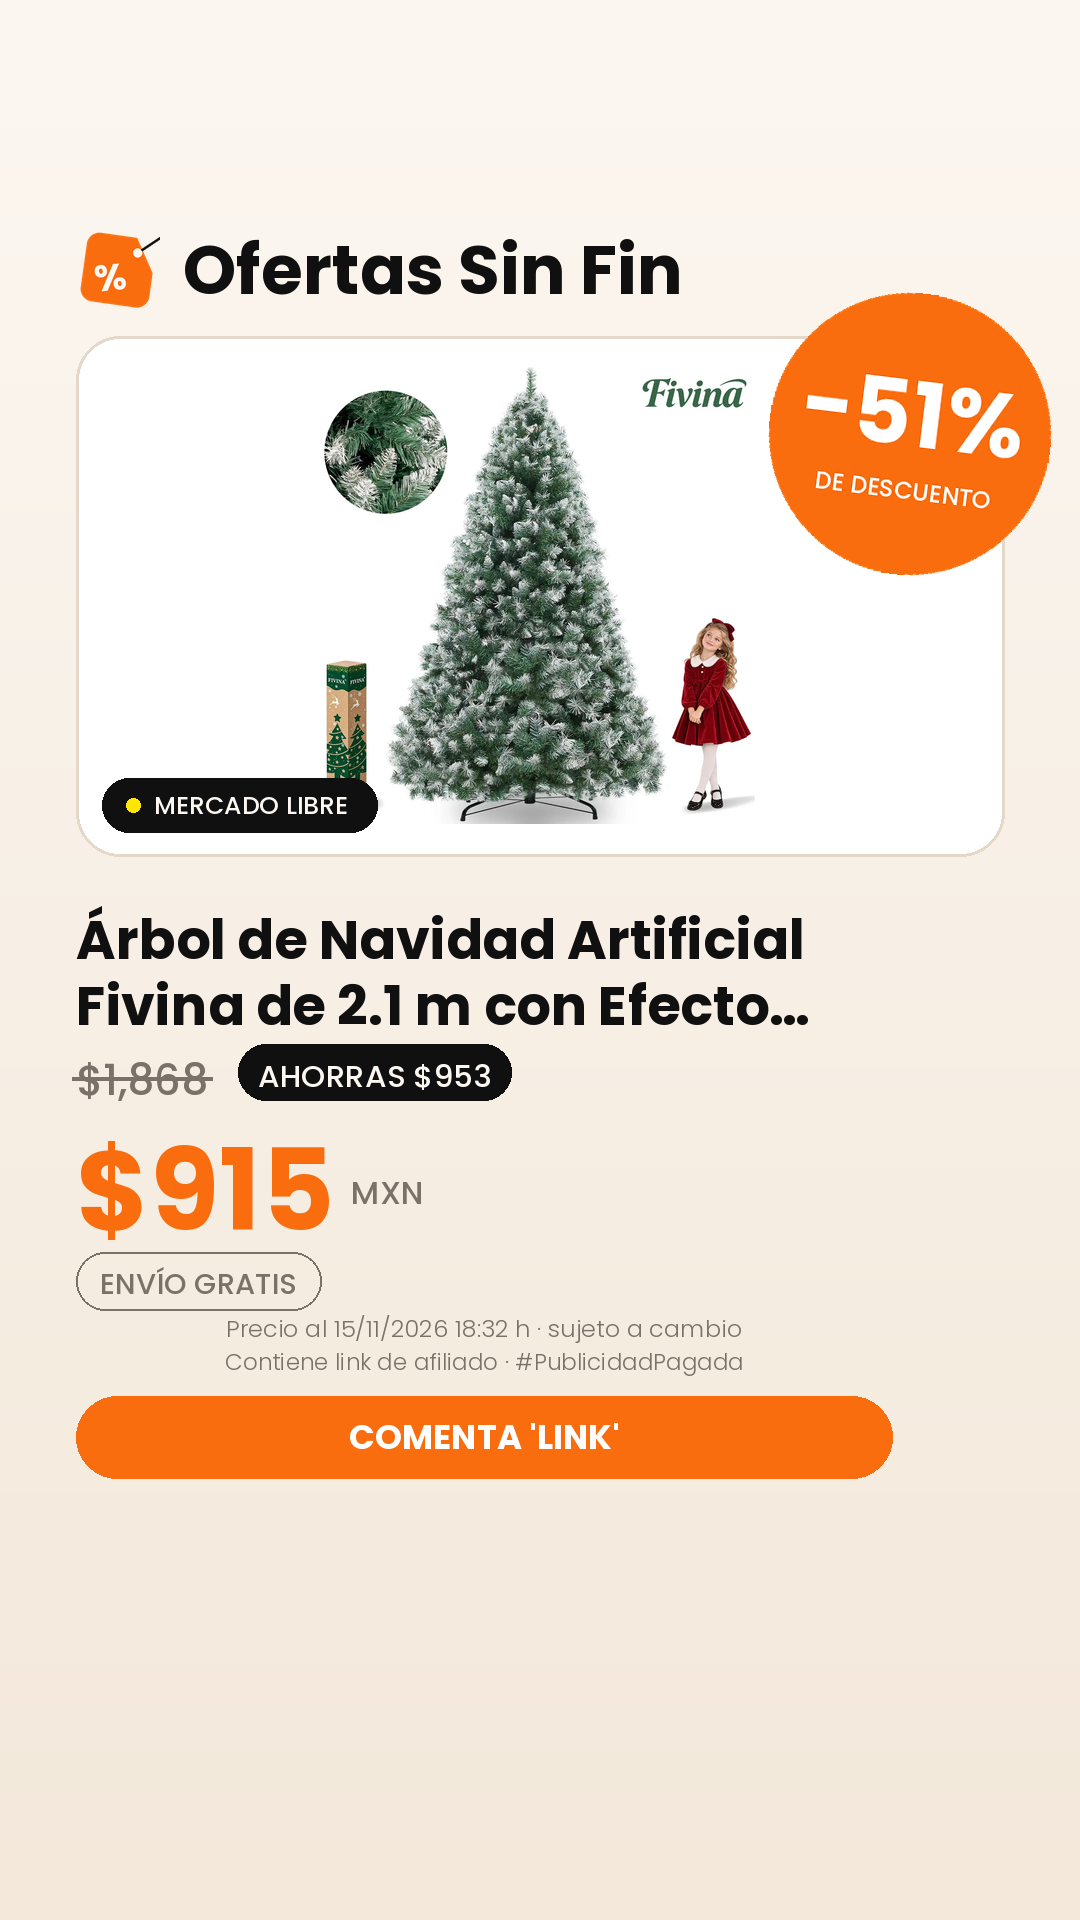 %
Ofertas Sin Fin
Fivina
-51%
DE DESCUENTO
FIVINA FIVINA
MERCADO LIBRE
Árbol de Navidad Artificial
Fivina de 2.1 m con Efecto...
$1,868
AHORRAS $953
$915 MXN
ENVÍO GRATIS
Precio al 15/11/2026 18:32 h · sujeto a cambio
Contiene link de afiliado · #PublicidadPagada
COMENTA 'LINK'